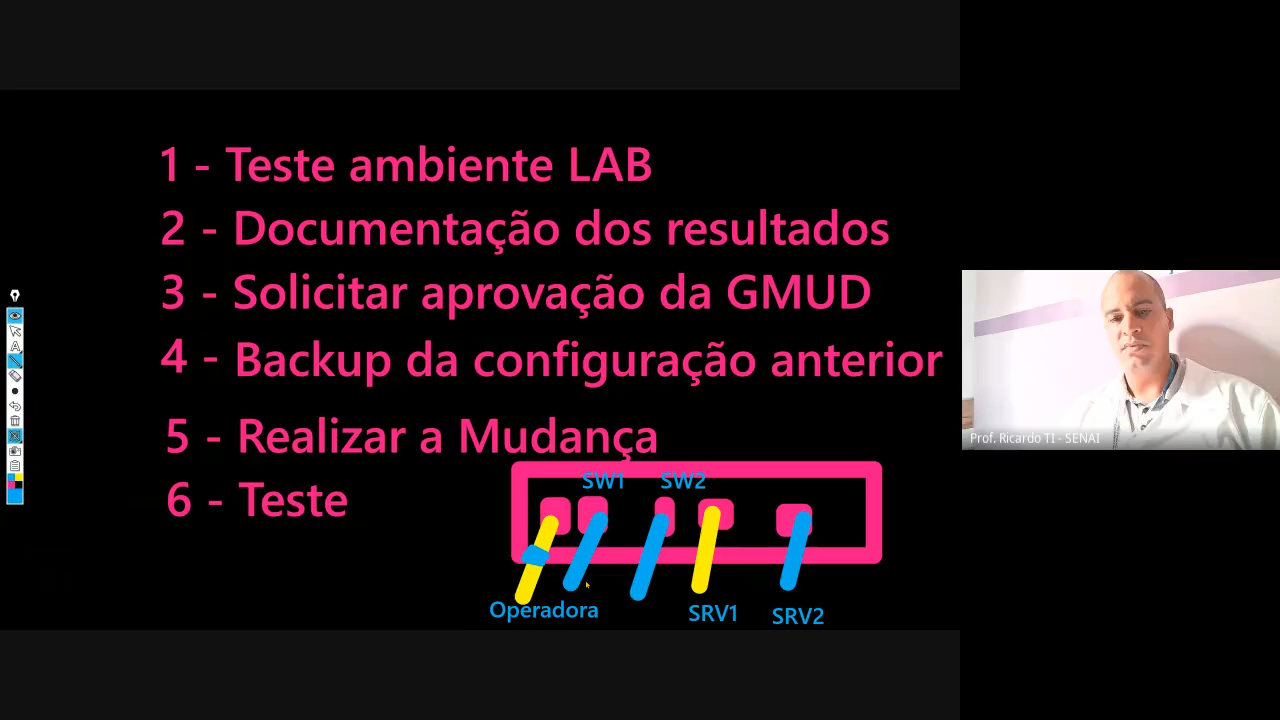 1 - Teste ambiente LAB
2 - Documentação dos resultados
3 - Solicitar aprovação da GMUD
4 - Backup da configuração anterior
5 - Realizar a Mudança
6 - Teste
SW1 SW2
Operadora SRV1 SRV2
Prof. Ricardo TI - SENAI